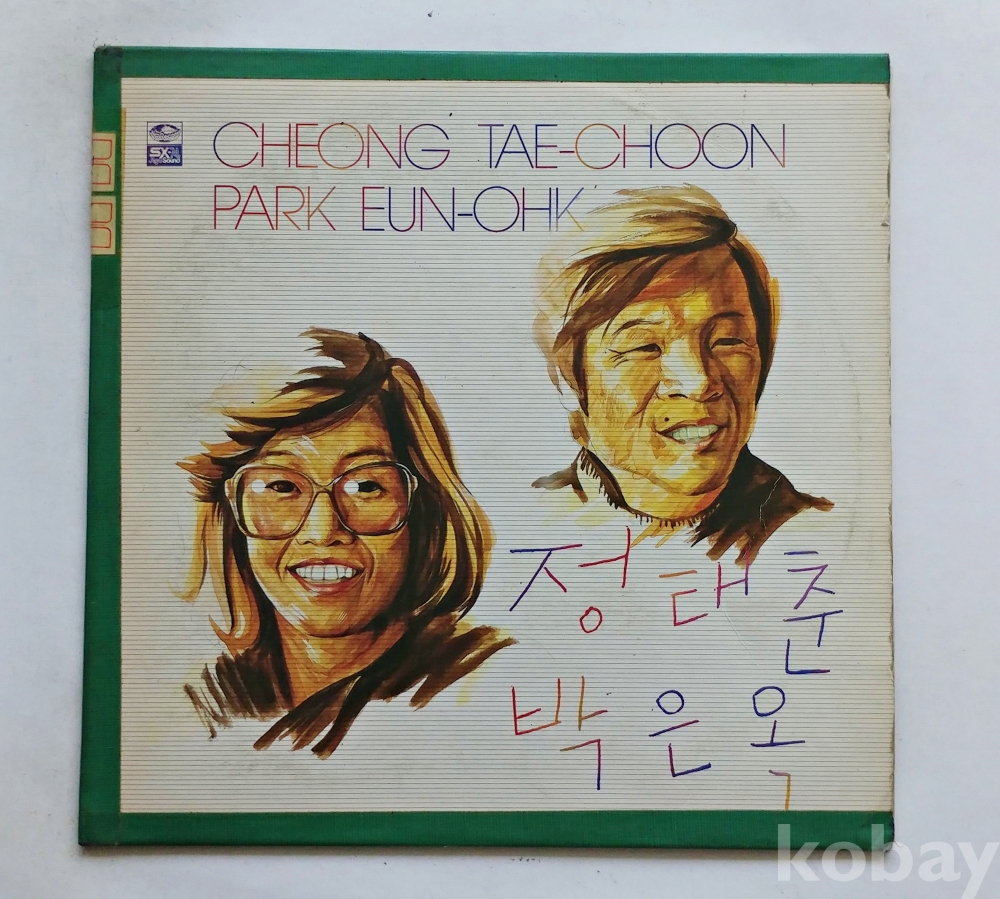 CHEONG TAE-CHOON
PARK EUN-OHK
정태춘
박은옥
kobay